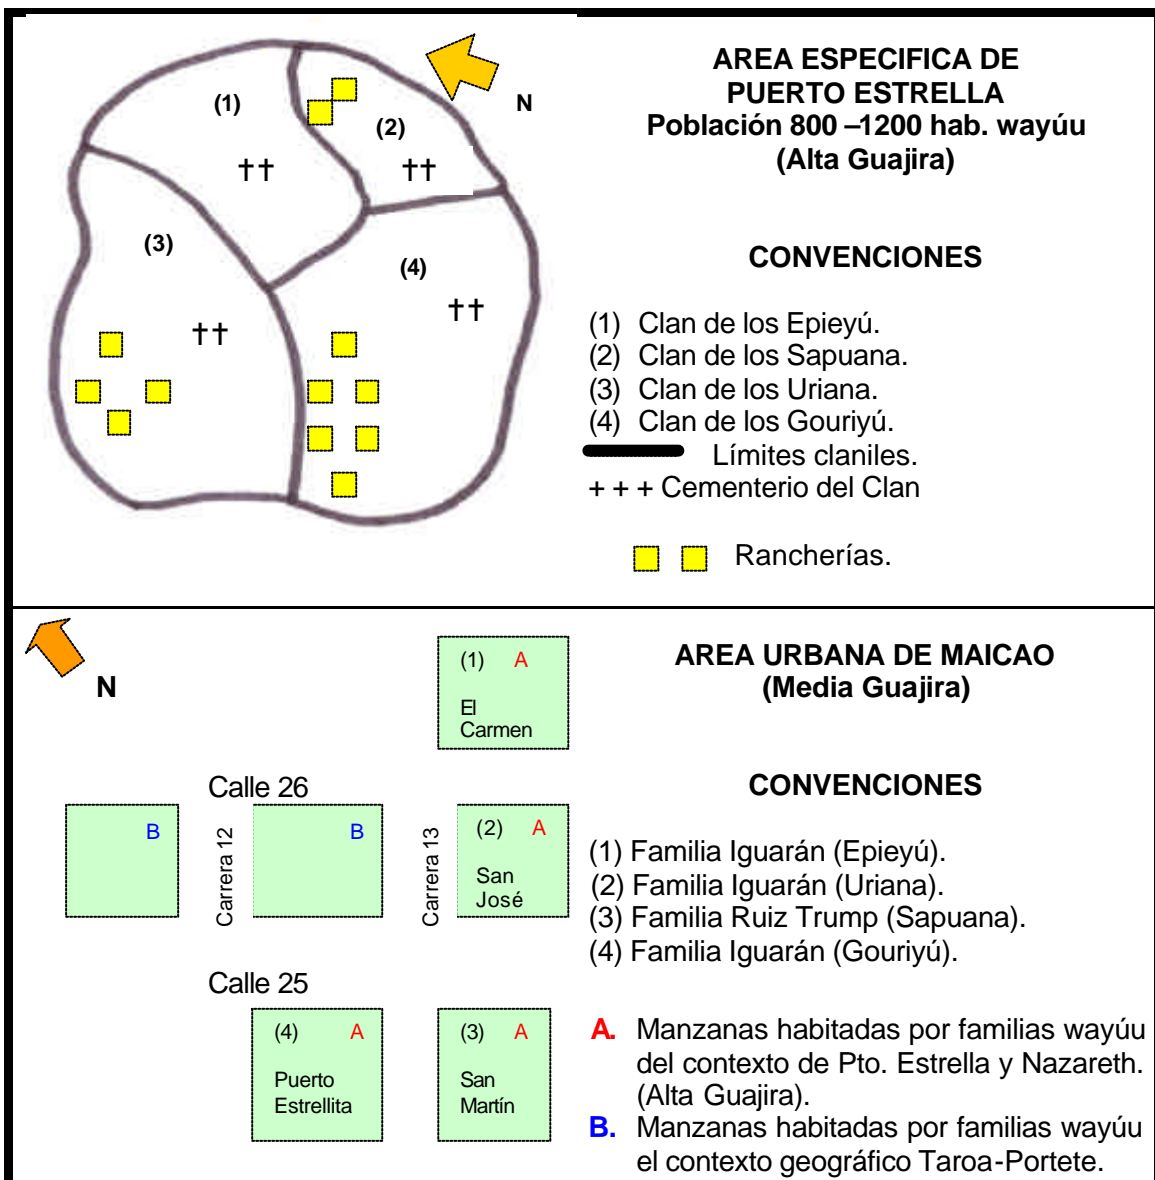 AREA ESPECIFICA DE
PUERTO ESTRELLA
Población 800 –1200 hab. wayúu
(Alta Guajira)
N
(1)
(2)
††
††
(3)
(4)
††
††
CONVENCIONES
(1) Clan de los Epieyú.
(2) Clan de los Sapuana.
(3) Clan de los Uriana.
(4) Clan de los Gouriyú.
Límites claniles.
+ + + Cementerio del Clan
Rancherías.
N
AREA URBANA DE MAICAO
(Media Guajira)
(1) A
El
Carmen
Calle 26
B
Carrera 12
B
Carrera 13
(2) A
San
José
Calle 25
(4) A
Puerto
Estrellita
(3) A
San
Martín
CONVENCIONES
(1) Familia Iguarán (Epieyú).
(2) Familia Iguarán (Uriana).
(3) Familia Ruiz Trump (Sapuana).
(4) Familia Iguarán (Gouriyú).
A. Manzanas habitadas por familias wayúu
del contexto de Pto. Estrella y Nazareth.
(Alta Guajira).
B. Manzanas habitadas por familias wayúu
el contexto geográfico Taroa-Portete.